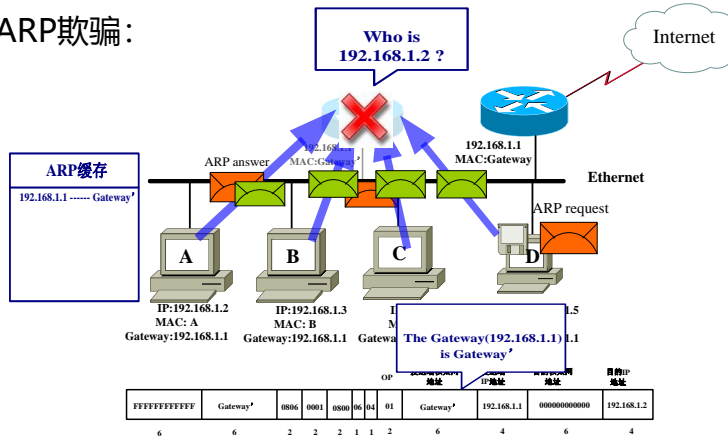 ARP欺骗：
Who is
192.168.1.2 ?
Internet
192.168.1.1
MAC:Gateway
192.168.1.1
MAC:Gateway’
ARP answer
Ethernet
ARP缓存
192.168.1.1 ------ Gateway’
ARP request
A
B
C
D
IP:192.168.1.2
MAC: A
Gateway:192.168.1.1
IP:192.168.1.3
MAC: B
Gateway:192.168.1.1
The Gateway(192.168.1.1)
is Gateway’
OP
地址
IP地址
地址
目的IP
地址
FFFFFFFFFFFF Gateway’ 0806 0001 0800 06 04 01 Gateway’ 192.168.1.1 000000000000 192.168.1.2
6 6 2 2 2 1 1 2 6 4 6 4